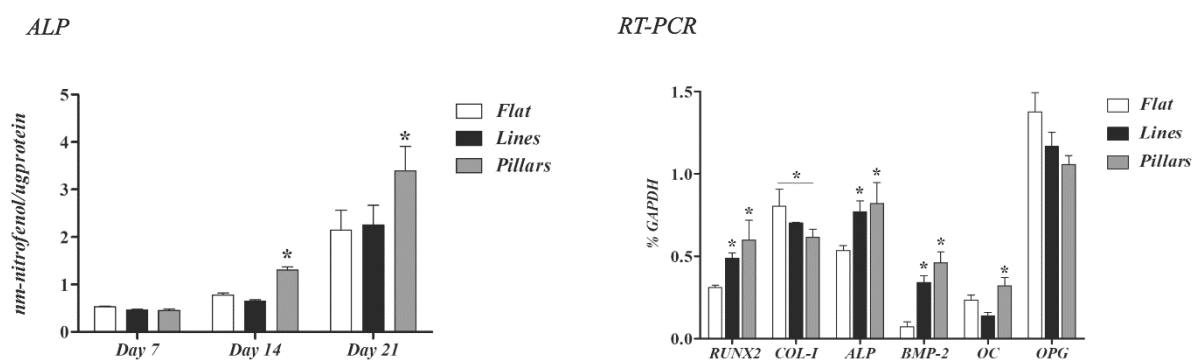 ALP
nm-nitrofenol/ugprotein
5
4
3
2
1
0
*
*
Day 7 Day 14 Day 21
Flat
Lines
Pillars
RT-PCR
% GAPDH
1.5
1.0
0.5
0.0
* * * * * * * *
RUNX2 COL-I ALP BMP-2 OC OPG
Flat
Lines
Pillars